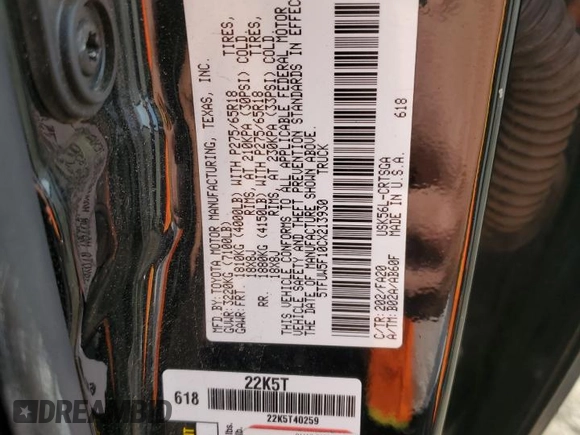 MFD.BY: TOYOTA MOTOR MANUFACTURING, TEXAS, INC.
GVWR: 3220KG (7100LB)
GAWR: FRT. 1810KG (4000LB) WITH P275/65R18 TIRES,
18x8J RIMS, AT 210KPA (30PSI) COLD
RR. 1880KG (4150LB) WITH P275/65R18 TIRES,
18x8J RIMS, AT 230KPA (33PSI) COLD
THIS VEHICLE CONFORMS TO ALL APPLICABLE FEDERAL MOTOR
VEHICLE SAFETY AND THEFT PREVENTION STANDARDS IN EFFECT
THE DATE OF MANUFACTURE SHOWN ABOVE.
5TFUW5F10CX213930 TRUCK
618
C/TR: 202/FA20 USK56L-CRTSGA
A/TM: B02A/AB60F MADE IN U.S.A.
22K5T
618
22K5T40259
DREAMBID